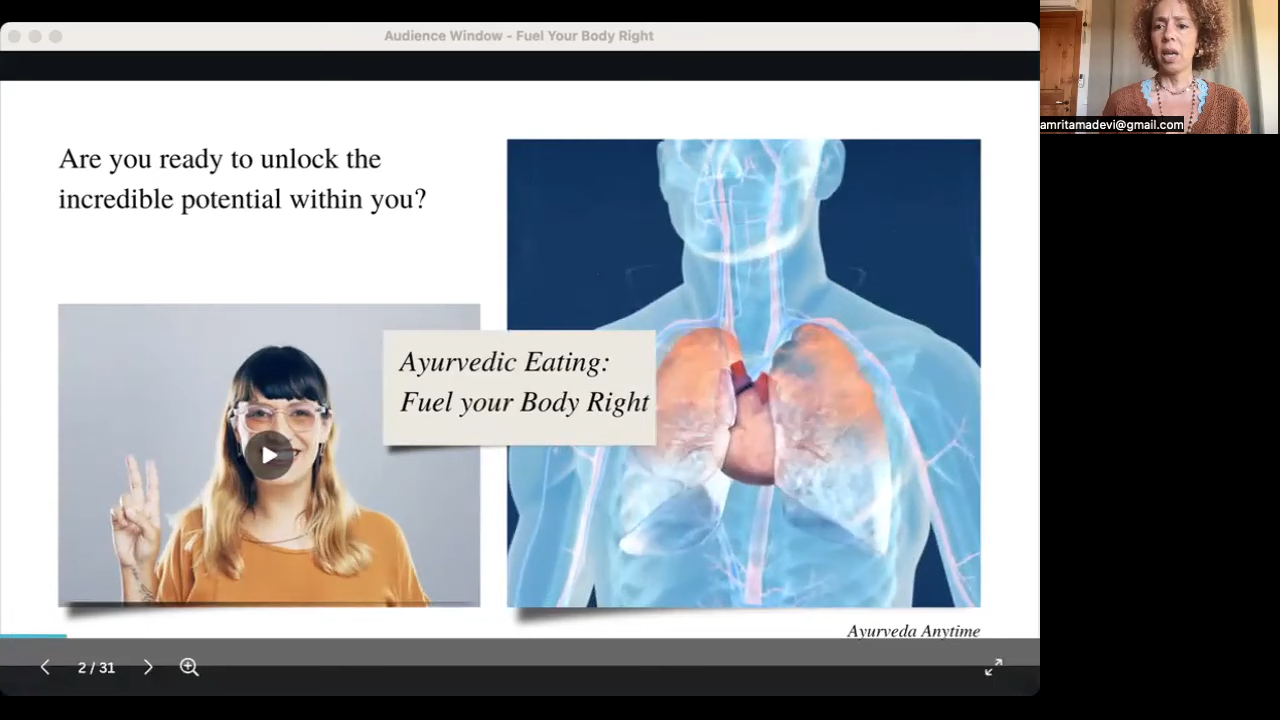 Audience Window - Fuel Your Body Right
amritamadevi@gmail.com
Are you ready to unlock the
incredible potential within you?
Ayurvedic Eating:
Fuel your Body Right
Ayurveda Anytime
2 / 31